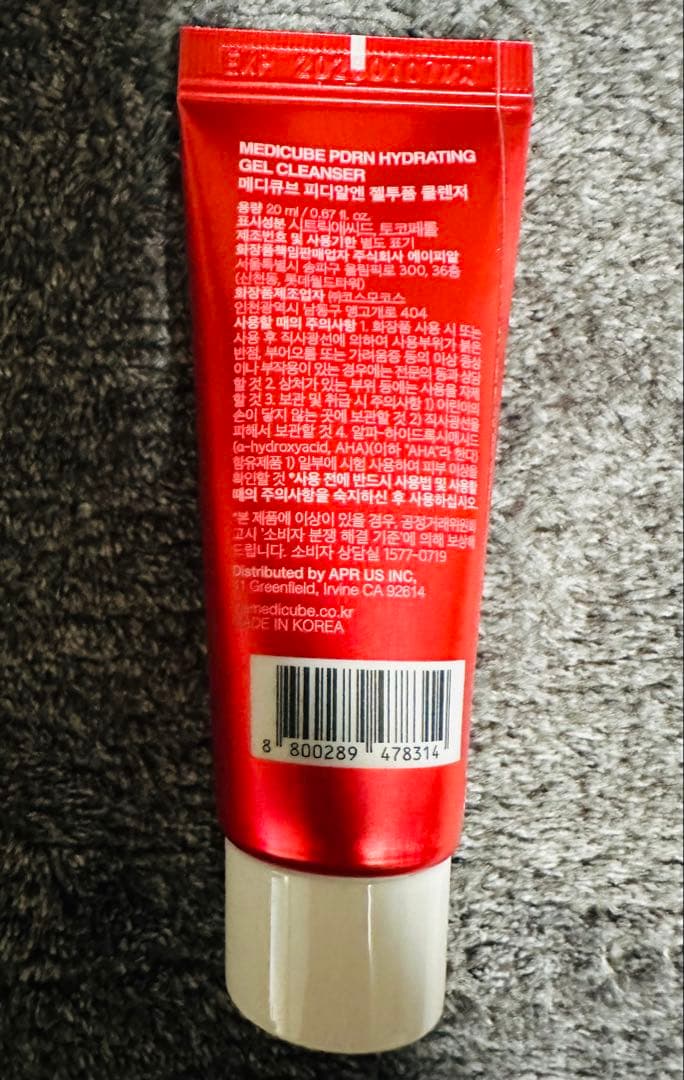 EXP
MEDICUBE PDRN HYDRATING
GEL CLEANSER
메디큐브 피디알엔 젤투폼 클렌저
용량 20 ml / 0.67 fl. oz.
표시성분 시트릭애씨드, 토코페롤
제조번호 및 사용기한 별도 표기
화장품책임판매업자 주식회사 에이피알
서울특별시 송파구 올림픽로 300, 36층
(신천동, 롯데월드타워)
화장품제조업자 ㈜코스모코스
인천광역시 남동구 앵고개로 404
사용할 때의 주의사항 1. 화장품 사용 시 또는
사용 후 직사광선에 의하여 사용부위가 붉은
반점, 부어오름 또는 가려움증 등의 이상 증상
이나 부작용이 있는 경우에는 전문의 등과 상담
할 것 2. 상처가 있는 부위 등에는 사용을 자제
할 것 3. 보관 및 취급 시 주의사항 1) 어린이의
손이 닿지 않는 곳에 보관할 것 2) 직사광선을
피해서 보관할 것 4. 알파-하이드록시애시드
(α-hydroxyacid, AHA)(이하 "AHA"라 한다)
함유제품 1) 일부에 시험 사용하여 피부 이상을
확인할 것 *사용 전에 반드시 사용법 및 사용할
때의 주의사항을 숙지하신 후 사용하십시오
*본 제품에 이상이 있을 경우, 공정거래위원회
고시 '소비자 분쟁 해결 기준'에 의해 보상해
드립니다. 소비자 상담실 1577-0719
Distributed by APR US INC.
Greenfield, Irvine CA 92614
medicube.co.kr
MADE IN KOREA
8 800289 478314